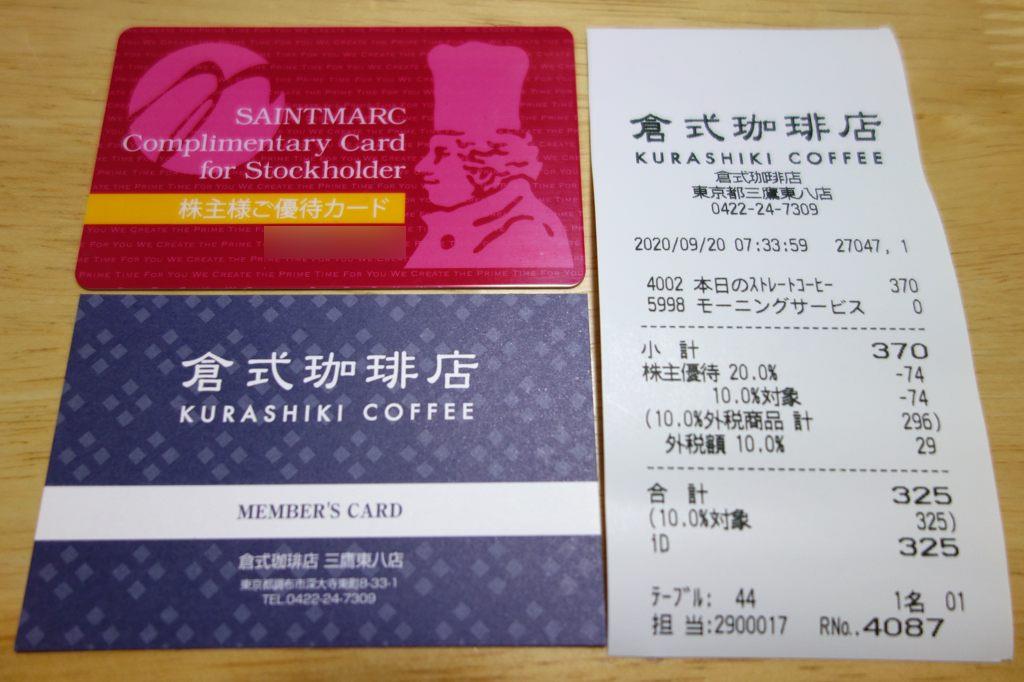 SAINTMARC
Complimentary Card
for Stockholder
株主様ご優待カード
倉式珈琲店
KURASHIKI COFFEE
MEMBER'S CARD
倉式珈琲店 三鷹東八店
東京都調布市深大寺東町8-33-1
TEL.0422-24-7309
倉式珈琲店
KURASHIKI COFFEE
倉式珈琲店
東京都三鷹東八店
0422-24-7309
2020/09/20 07:33:59 27047, 1
4002 本日のｽﾄﾚｰﾄｺｰﾋｰ 370
5998 モーニングサービス 0
小 計 370
株主優待 20.0% -74
10.0%対象 -74
(10.0%外税商品 計 296)
外税額 10.0% 29
合 計 325
(10.0%対象 325)
iD 325
ﾃｰﾌﾞﾙ: 44 1名 01
担 当:2900017 RNo.4087